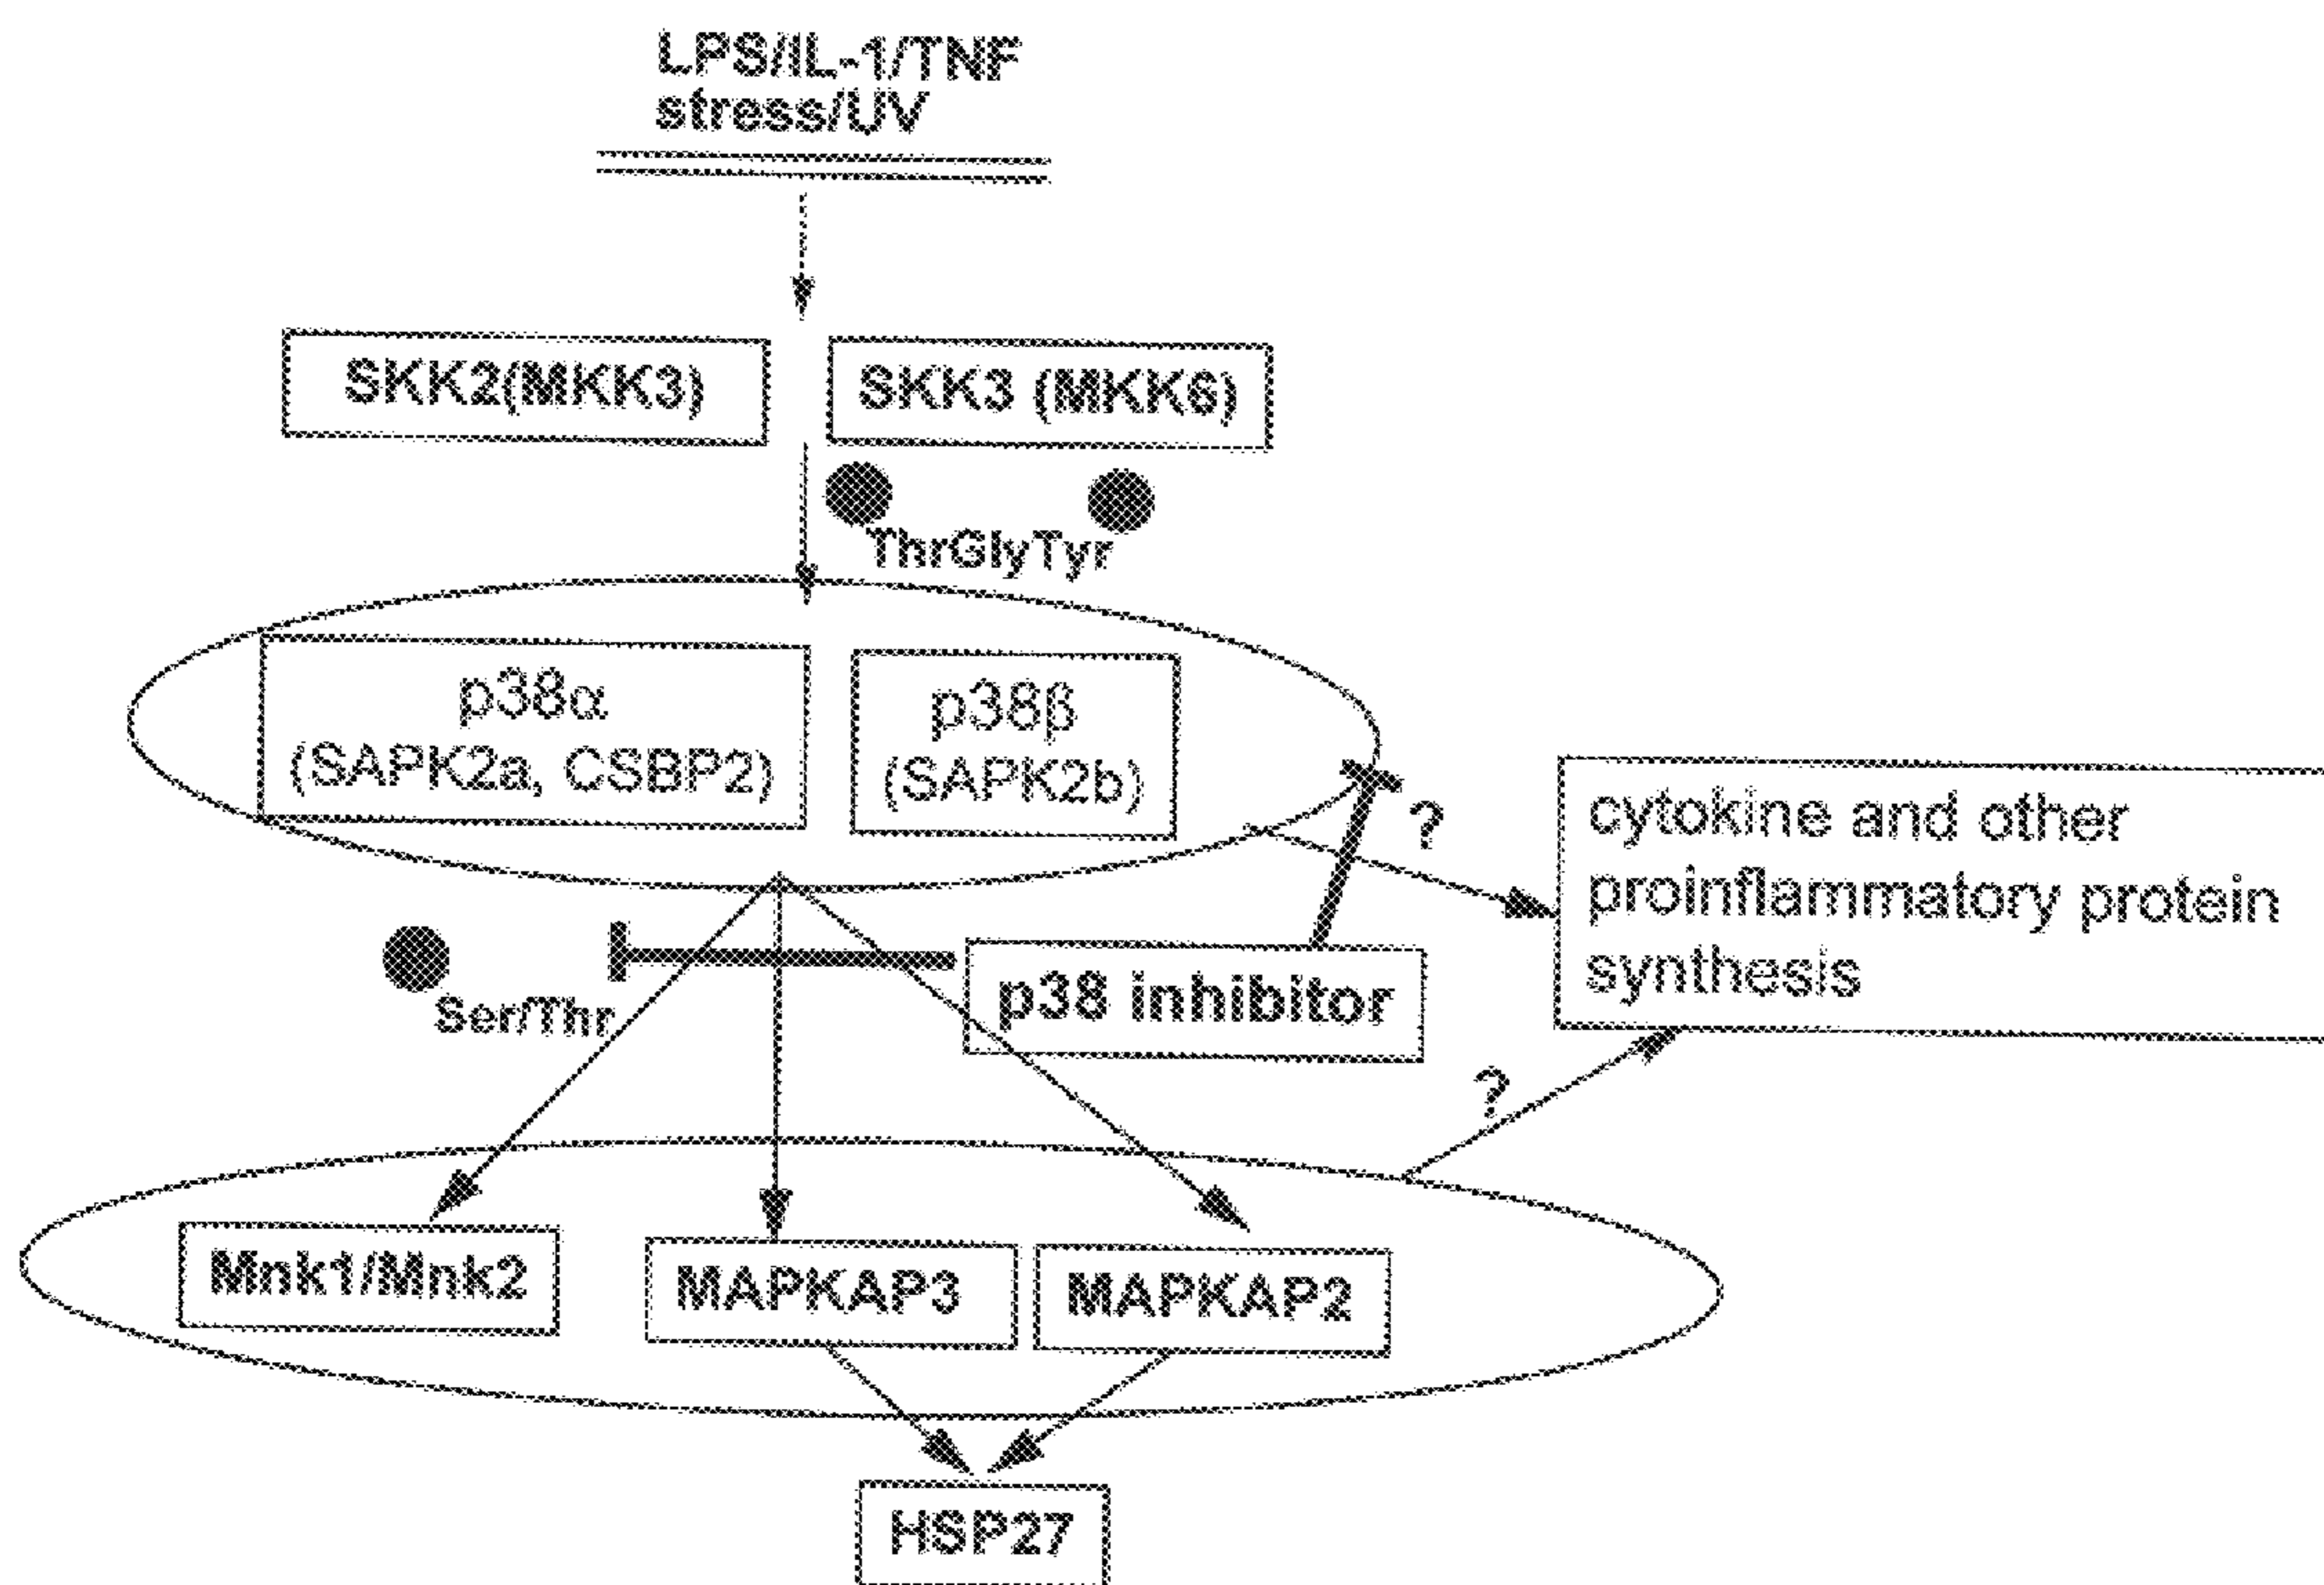 LPS/IL-1/TNF
stress/UV
SKK2(MKK3)
SKK3 (MKK6)
ThrGlyTyr
p38α
(SAPK2a, CSBP2)
p38β
(SAPK2b)
?
cytokine and other
proinflammatory protein
synthesis
Ser/Thr
p38 inhibitor
?
Mnk1/Mnk2
MAPKAP3
MAPKAP2
HSP27